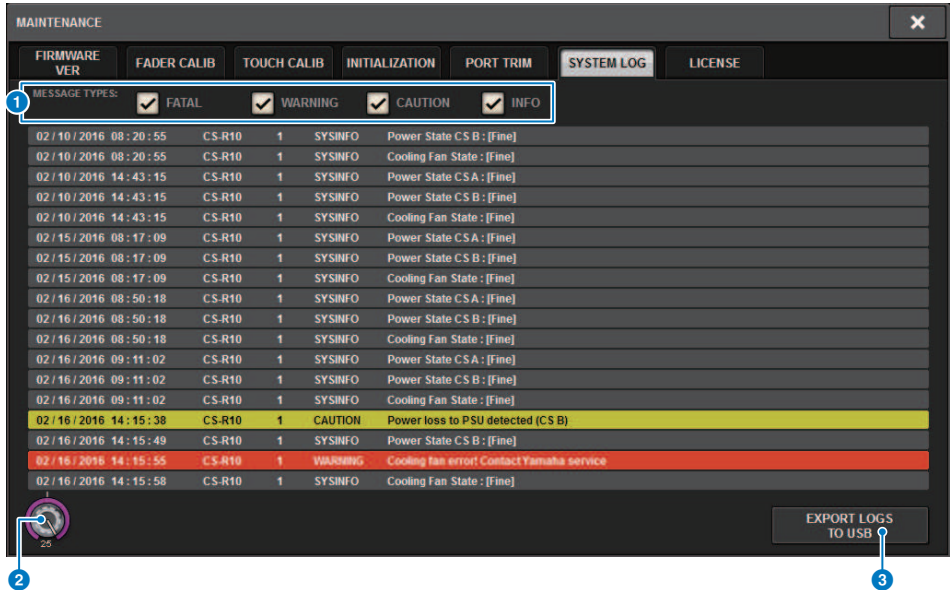 MAINTENANCE
FIRMWARE VER FADER CALIB TOUCH CALIB INITIALIZATION PORT TRIM SYSTEM LOG LICENSE
1 MESSAGE TYPES: FATAL WARNING CAUTION INFO
02 / 10 / 2016 08 : 20 : 55 CS-R10 1 SYSINFO Power State CS B : [Fine]
02 / 10 / 2016 08 : 20 : 55 CS-R10 1 SYSINFO Cooling Fan State : [Fine]
02 / 10 / 2016 14 : 43 : 15 CS-R10 1 SYSINFO Power State CS A : [Fine]
02 / 10 / 2016 14 : 43 : 15 CS-R10 1 SYSINFO Power State CS B : [Fine]
02 / 10 / 2016 14 : 43 : 15 CS-R10 1 SYSINFO Cooling Fan State : [Fine]
02 / 15 / 2016 08 : 17 : 09 CS-R10 1 SYSINFO Power State CS A : [Fine]
02 / 15 / 2016 08 : 17 : 09 CS-R10 1 SYSINFO Power State CS B : [Fine]
02 / 15 / 2016 08 : 17 : 09 CS-R10 1 SYSINFO Cooling Fan State : [Fine]
02 / 16 / 2016 08 : 50 : 18 CS-R10 1 SYSINFO Power State CS A : [Fine]
02 / 16 / 2016 08 : 50 : 18 CS-R10 1 SYSINFO Power State CS B : [Fine]
02 / 16 / 2016 08 : 50 : 18 CS-R10 1 SYSINFO Cooling Fan State : [Fine]
02 / 16 / 2016 09 : 11 : 02 CS-R10 1 SYSINFO Power State CS A : [Fine]
02 / 16 / 2016 09 : 11 : 02 CS-R10 1 SYSINFO Power State CS B : [Fine]
02 / 16 / 2016 09 : 11 : 02 CS-R10 1 SYSINFO Cooling Fan State : [Fine]
02 / 16 / 2016 14 : 15 : 38 CS-R10 1 CAUTION Power loss to PSU detected (CS B)
02 / 16 / 2016 14 : 15 : 49 CS-R10 1 SYSINFO Power State CS B : [Fine]
02 / 16 / 2016 14 : 15 : 55 CS-R10 1 WARNING Cooling fan error! Contact Yamaha service
02 / 16 / 2016 14 : 15 : 58 CS-R10 1 SYSINFO Cooling Fan State : [Fine]
25
EXPORT LOGS
TO USB
2 3